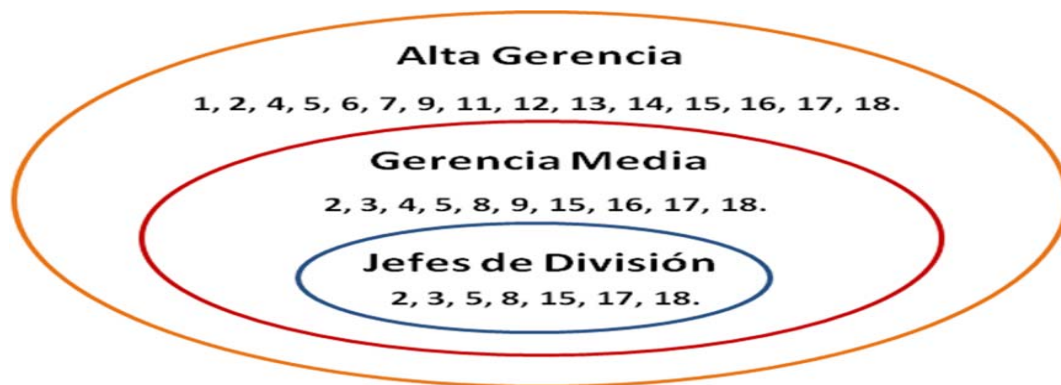 Alta Gerencia
1, 2, 4, 5, 6, 7, 9, 11, 12, 13, 14, 15, 16, 17, 18.
Gerencia Media
2, 3, 4, 5, 8, 9, 15, 16, 17, 18.
Jefes de División
2, 3, 5, 8, 15, 17, 18.